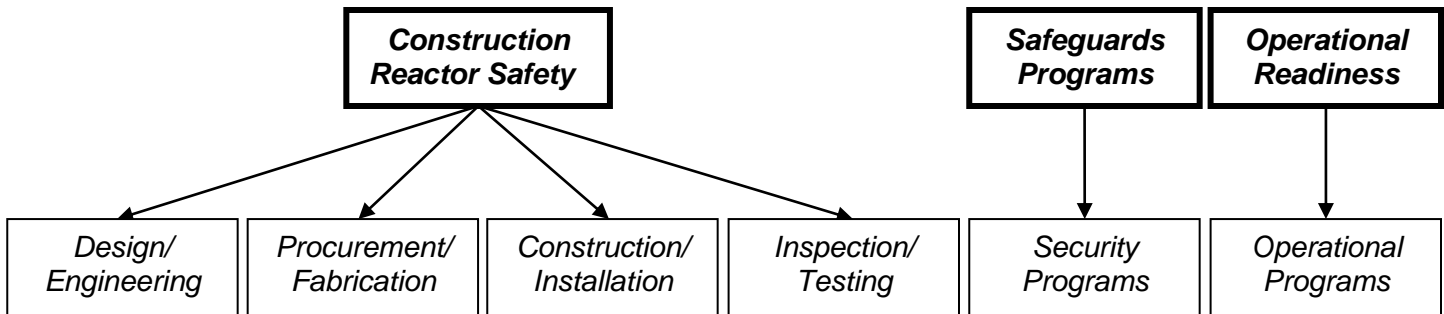 Construction
Reactor Safety
Safeguards
Programs
Operational
Readiness
Design/
Engineering
Procurement/
Fabrication
Construction/
Installation
Inspection/
Testing
Security
Programs
Operational
Programs